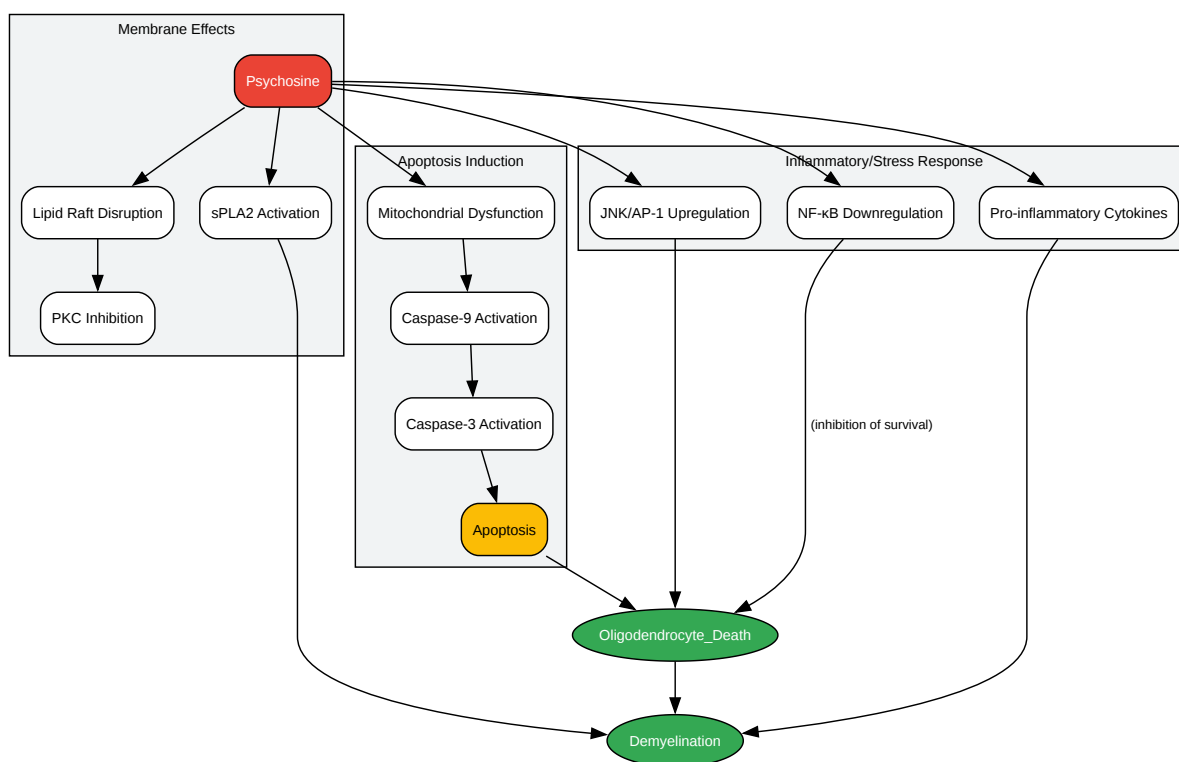 Membrane Effects
Psychosine
Apoptosis Induction
Inflammatory/Stress Response
Lipid Raft Disruption
sPLA2 Activation
Mitochondrial Dysfunction
JNK/AP-1 Upregulation
NF-κB Downregulation
Pro-inflammatory Cytokines
PKC Inhibition
Caspase-9 Activation
Caspase-3 Activation
(inhibition of survival)
Apoptosis
Oligodendrocyte_Death
Demyelination